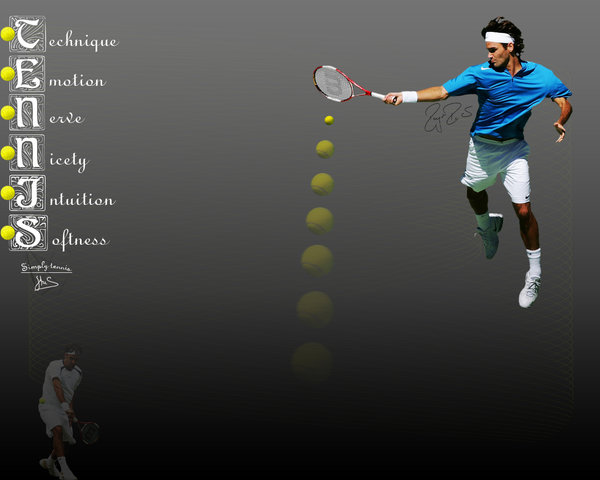 Technique
Emotion
Nerve
Nicety
Intuition
Softness
Simply tennis